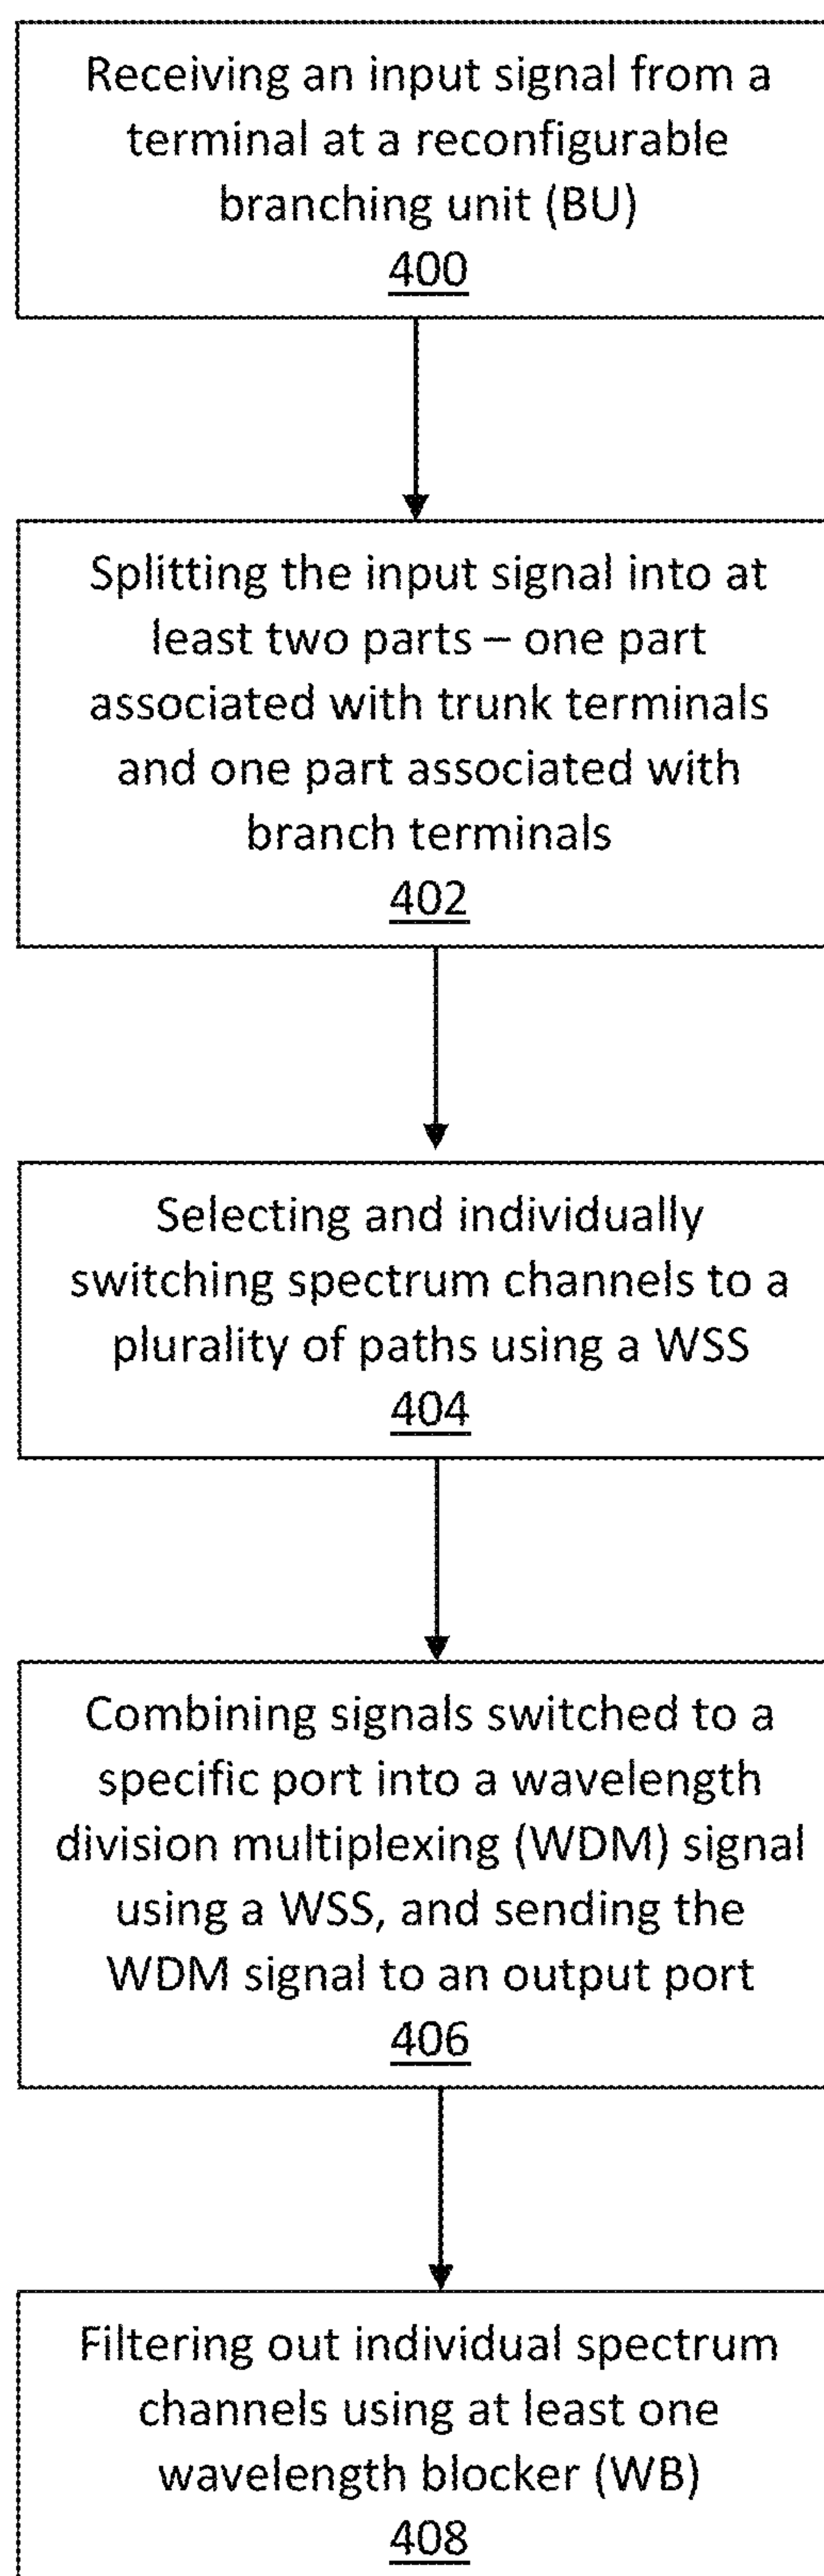 Receiving an input signal from a
terminal at a reconfigurable
branching unit (BU)
400
Splitting the input signal into at
least two parts – one part
associated with trunk terminals
and one part associated with
branch terminals
402
Selecting and individually
switching spectrum channels to a
plurality of paths using a WSS
404
Combining signals switched to a
specific port into a wavelength
division multiplexing (WDM) signal
using a WSS, and sending the
WDM signal to an output port
406
Filtering out individual spectrum
channels using at least one
wavelength blocker (WB)
408